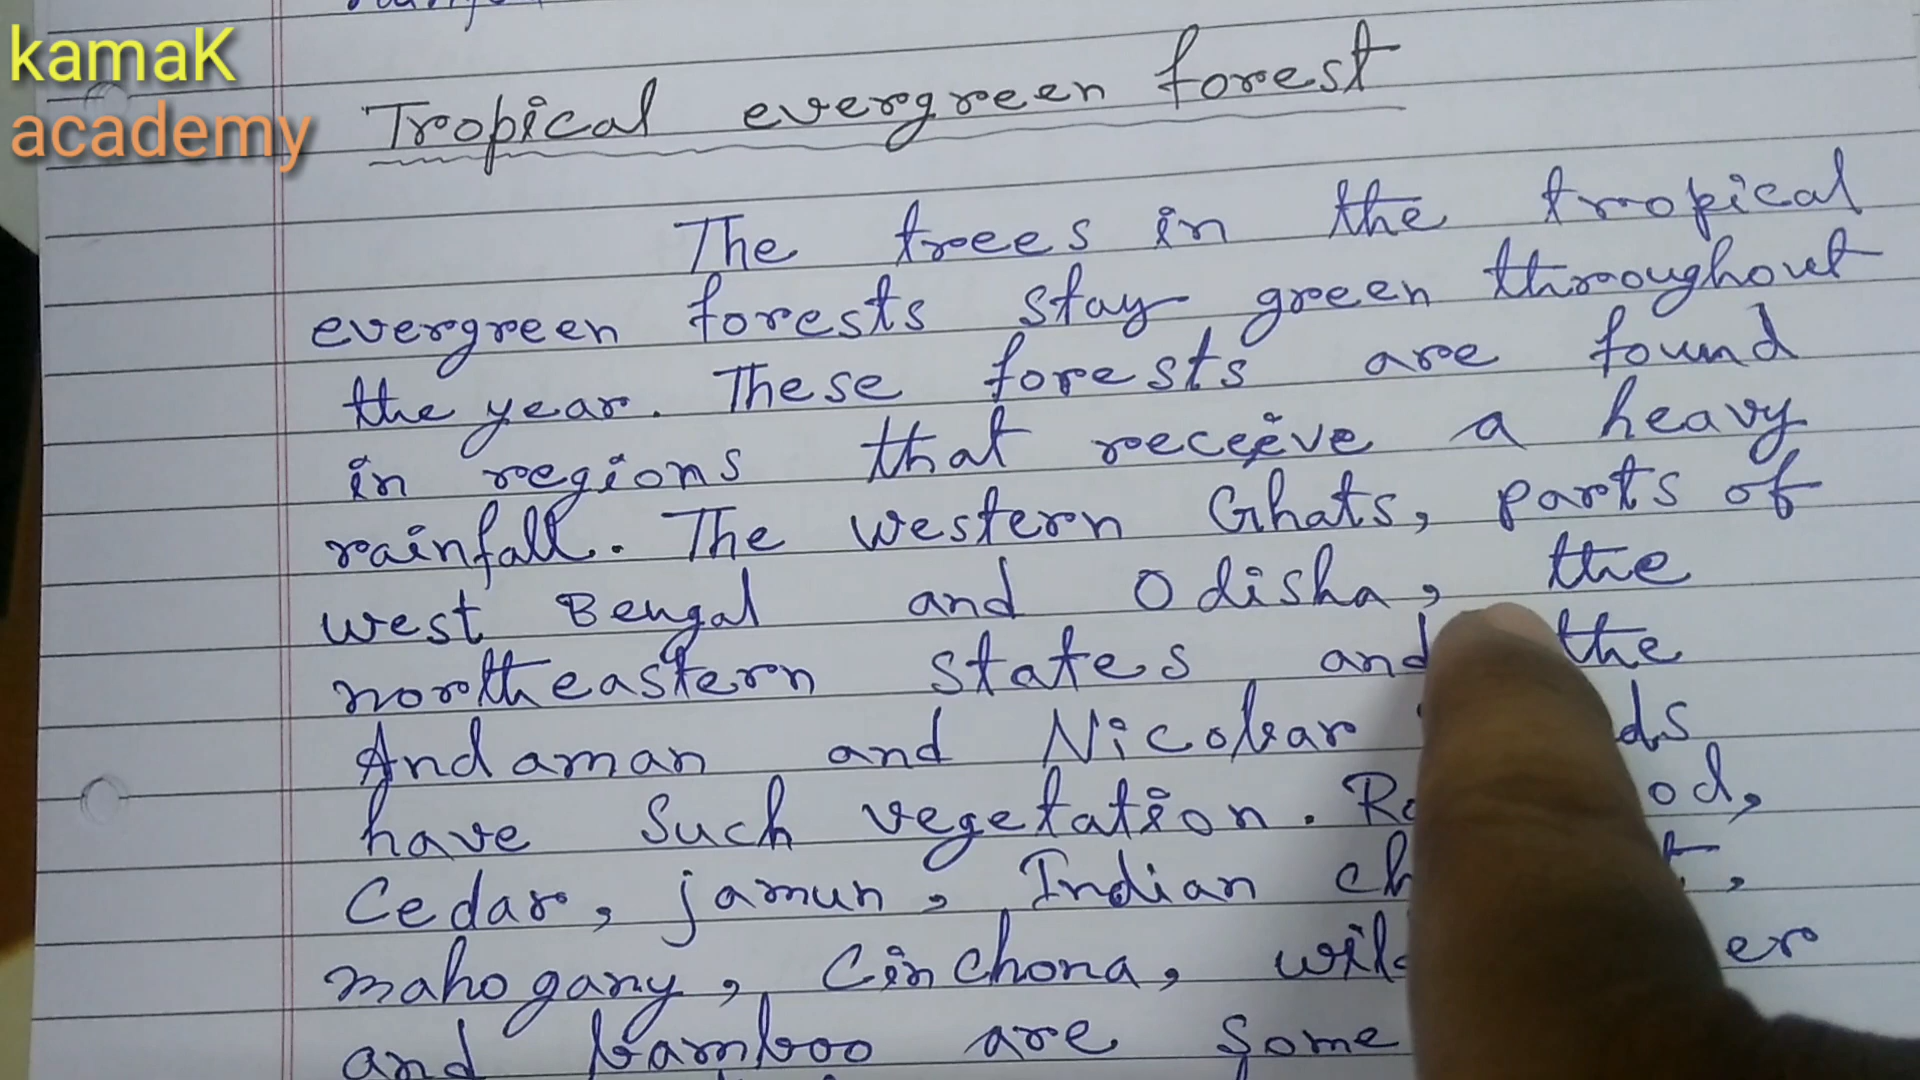 kamaK
academy
Tropical evergreen forest
The trees in the tropical
evergreen forests stay green throughout
the year. These forests are found
in regions that receive a heavy
rainfall. The western Ghats, parts of
west Bengal and Odisha, the
northeastern states and the
Andaman and Nicobar
have such vegetation.
Cedar, jamun, Indian
mahogany, Cinchona,
and bamboo are some